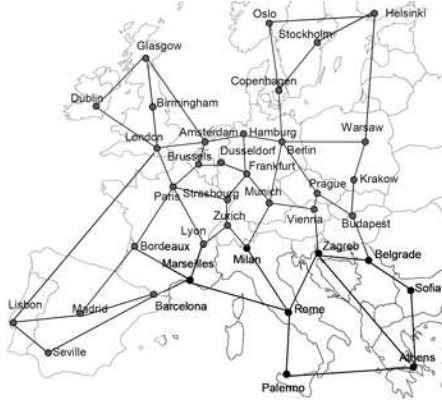 Oslo
Helsinki
Stockholm
Glasgow
Copenhagen
Dublin
Birmingham
London
Amsterdam
Hamburg
Warsaw
Berlin
Brussels
Dusseldorf
Frankfurt
Krakow
Paris
Strasbourg
Munich
Prague
Zurich
Vienna
Budapest
Lyon
Bordeaux
Zagreb
Marseilles
Milan
Belgrade
Lisbon
Madrid
Barcelona
Rome
Sofia
Seville
Athens
Palermo